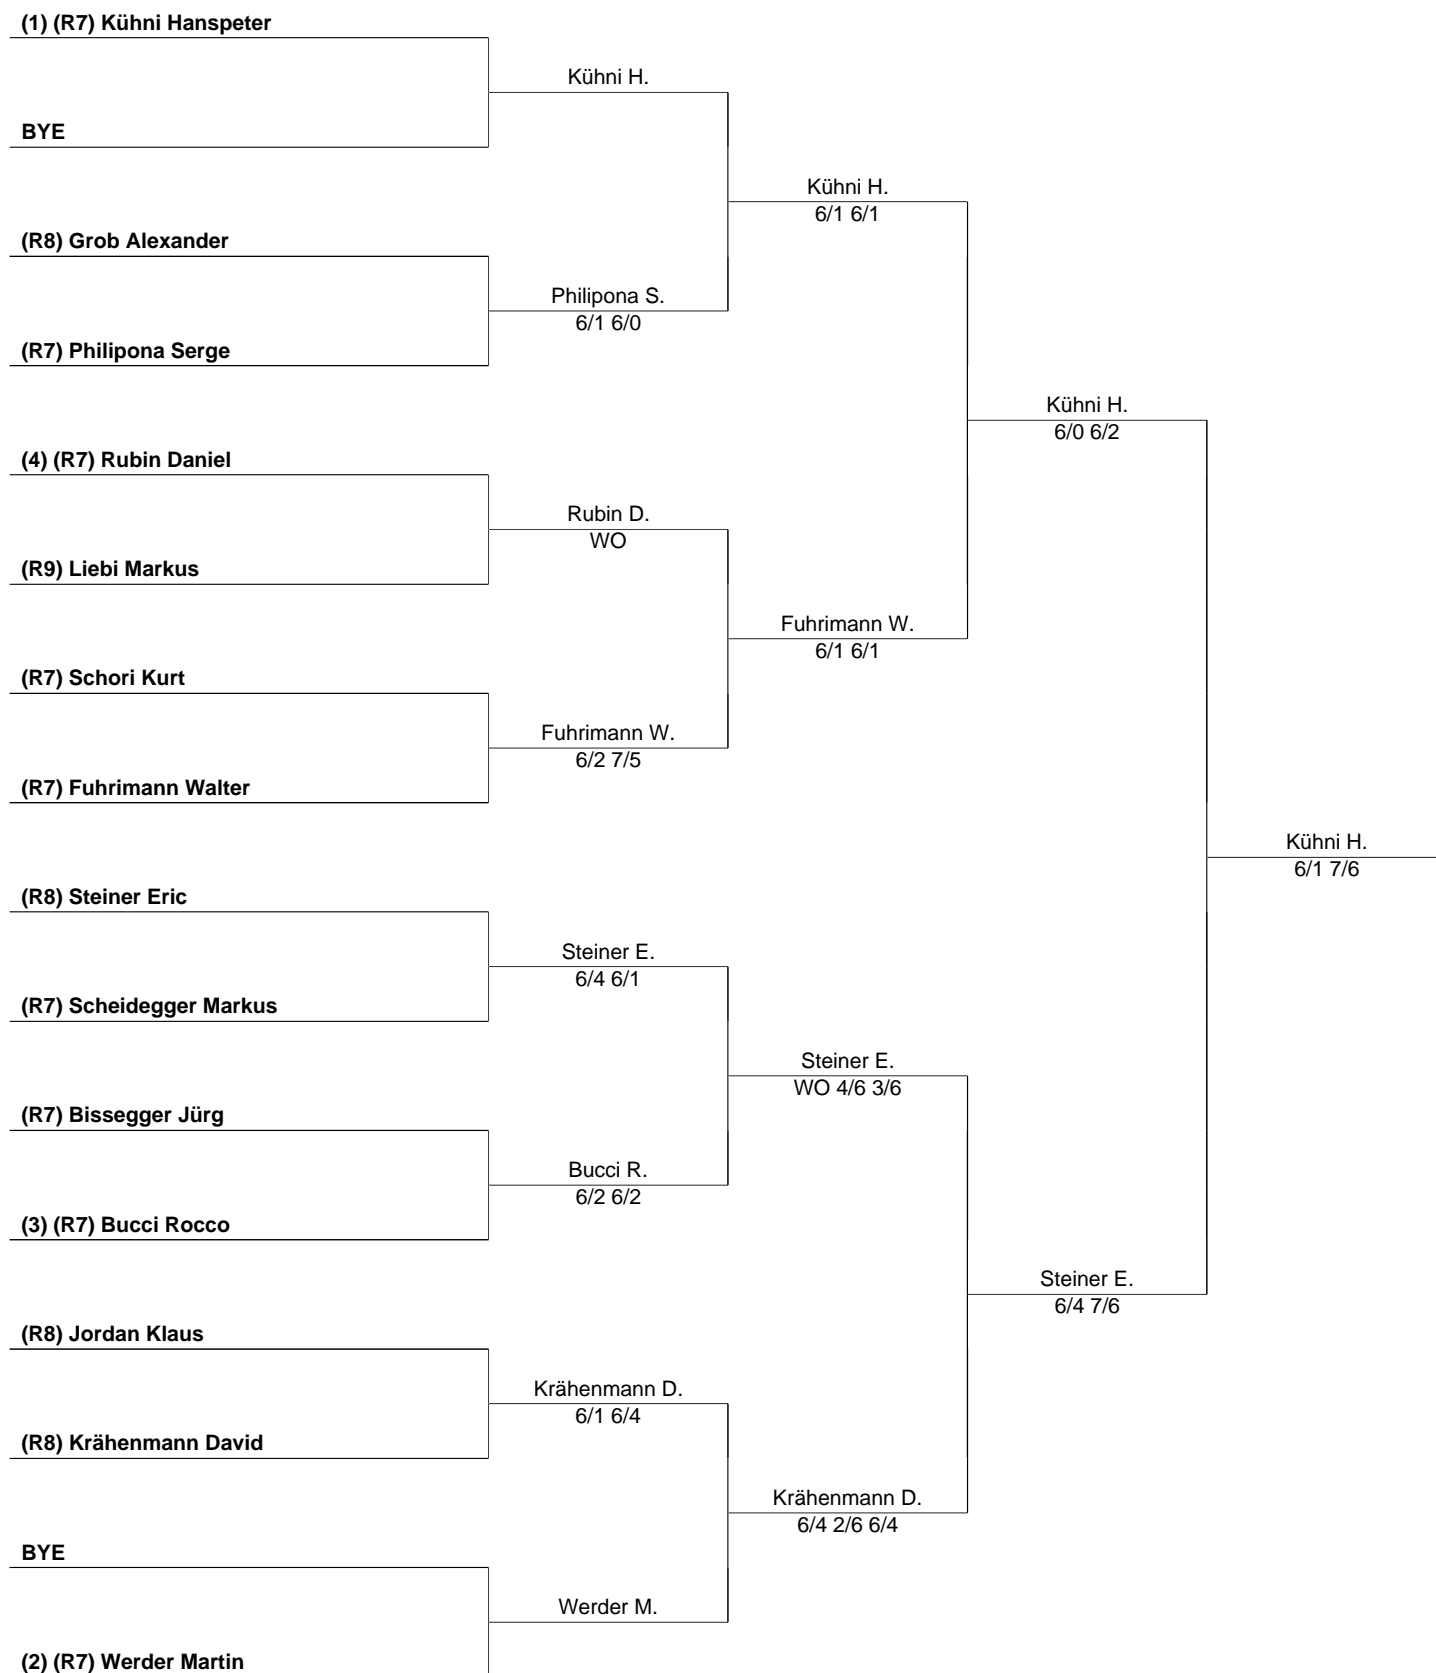 (1) (R7) Kühni Hanspeter
Kühni H.
BYE
Kühni H.
6/1 6/1
(R8) Grob Alexander
Philipona S.
6/1 6/0
(R7) Philipona Serge
Kühni H.
6/0 6/2
(4) (R7) Rubin Daniel
Rubin D.
WO
(R9) Liebi Markus
Fuhrimann W.
6/1 6/1
(R7) Schori Kurt
Fuhrimann W.
6/2 7/5
(R7) Fuhrimann Walter
Kühni H.
6/1 7/6
(R8) Steiner Eric
Steiner E.
6/4 6/1
(R7) Scheidegger Markus
Steiner E.
WO 4/6 3/6
(R7) Bissegger Jürg
Bucci R.
6/2 6/2
(3) (R7) Bucci Rocco
Steiner E.
6/4 7/6
(R8) Jordan Klaus
Krähenmann D.
6/1 6/4
(R8) Krähenmann David
Krähenmann D.
6/4 2/6 6/4
BYE
Werder M.
(2) (R7) Werder Martin